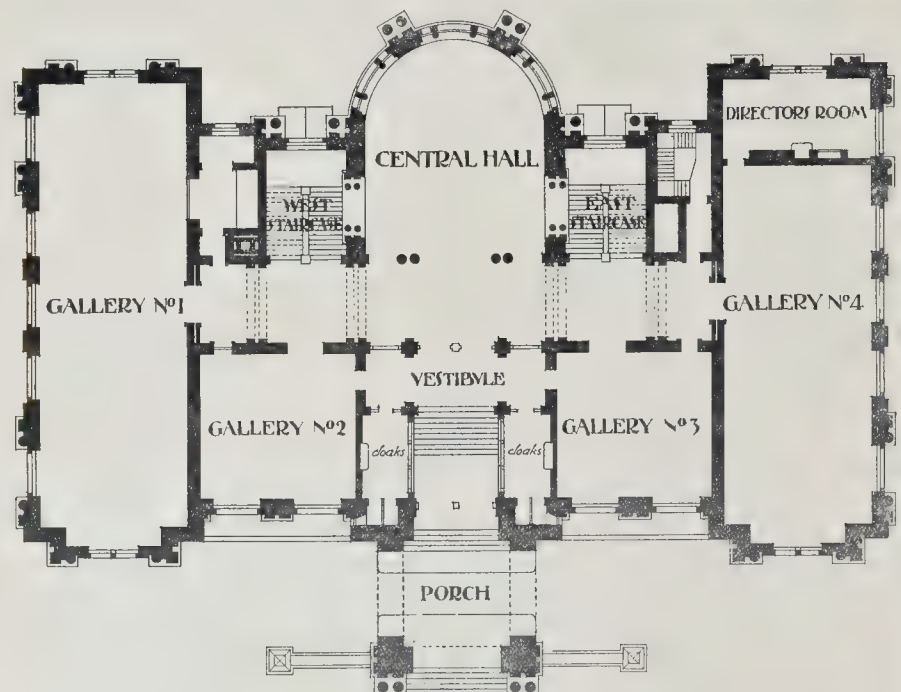 DIRECTORS ROOM
CENTRAL HALL
WEST
STAIRCASE
EAST
STAIRCASE
GALLERY Nº1
GALLERY Nº4
VESTIBVLE
GALLERY Nº2
cloaks
cloaks
GALLERY Nº3
PORCH